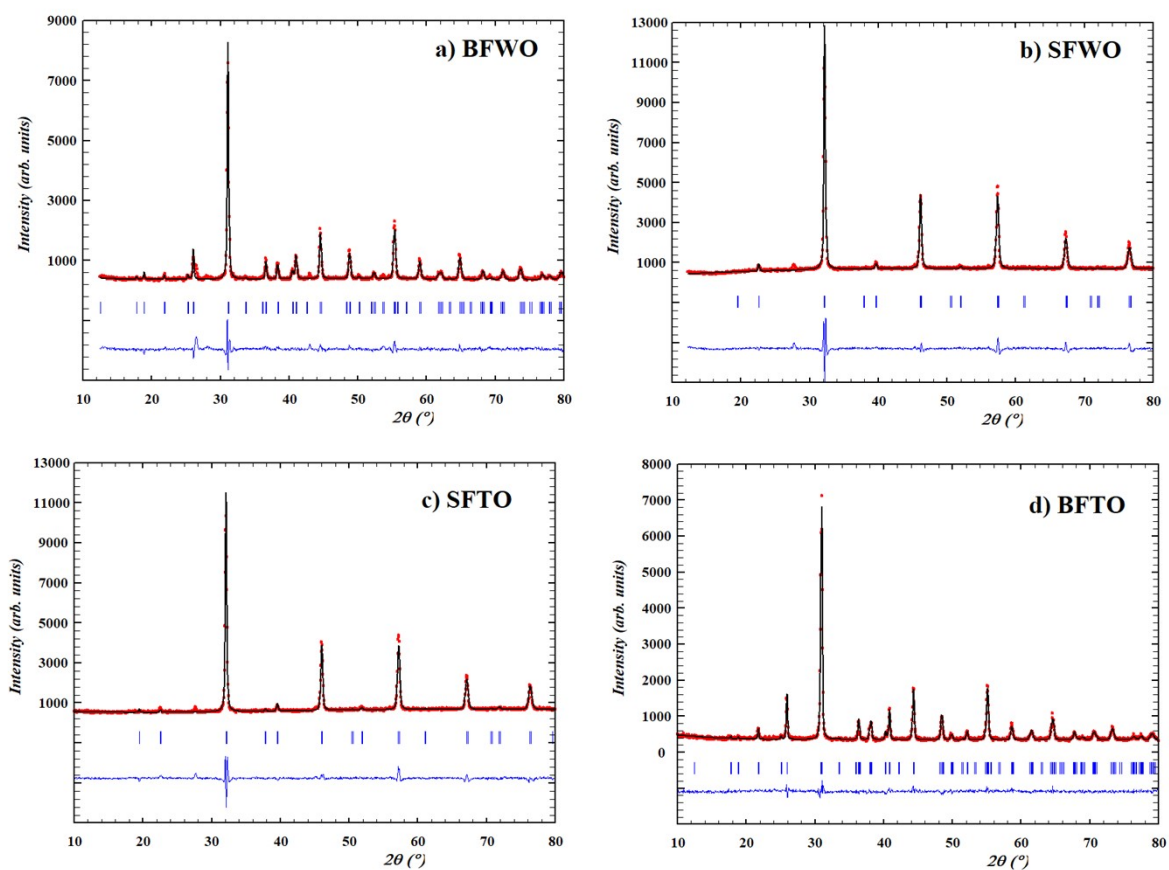 a) BFWO
Intensity (arb. units)
9000
7000
5000
3000
1000
10 20 30 40 50 60 70 80
2θ (°)
b) SFWO
Intensity (arb. units)
13000
11000
9000
7000
5000
3000
1000
10 20 30 40 50 60 70 80
2θ (°)
c) SFTO
Intensity (arb. units)
13000
11000
9000
7000
5000
3000
1000
10 20 30 40 50 60 70 80
2θ (°)
d) BFTO
Intensity (arb. units)
8000
7000
6000
5000
4000
3000
2000
1000
0
10 20 30 40 50 60 70 80
2θ (°)